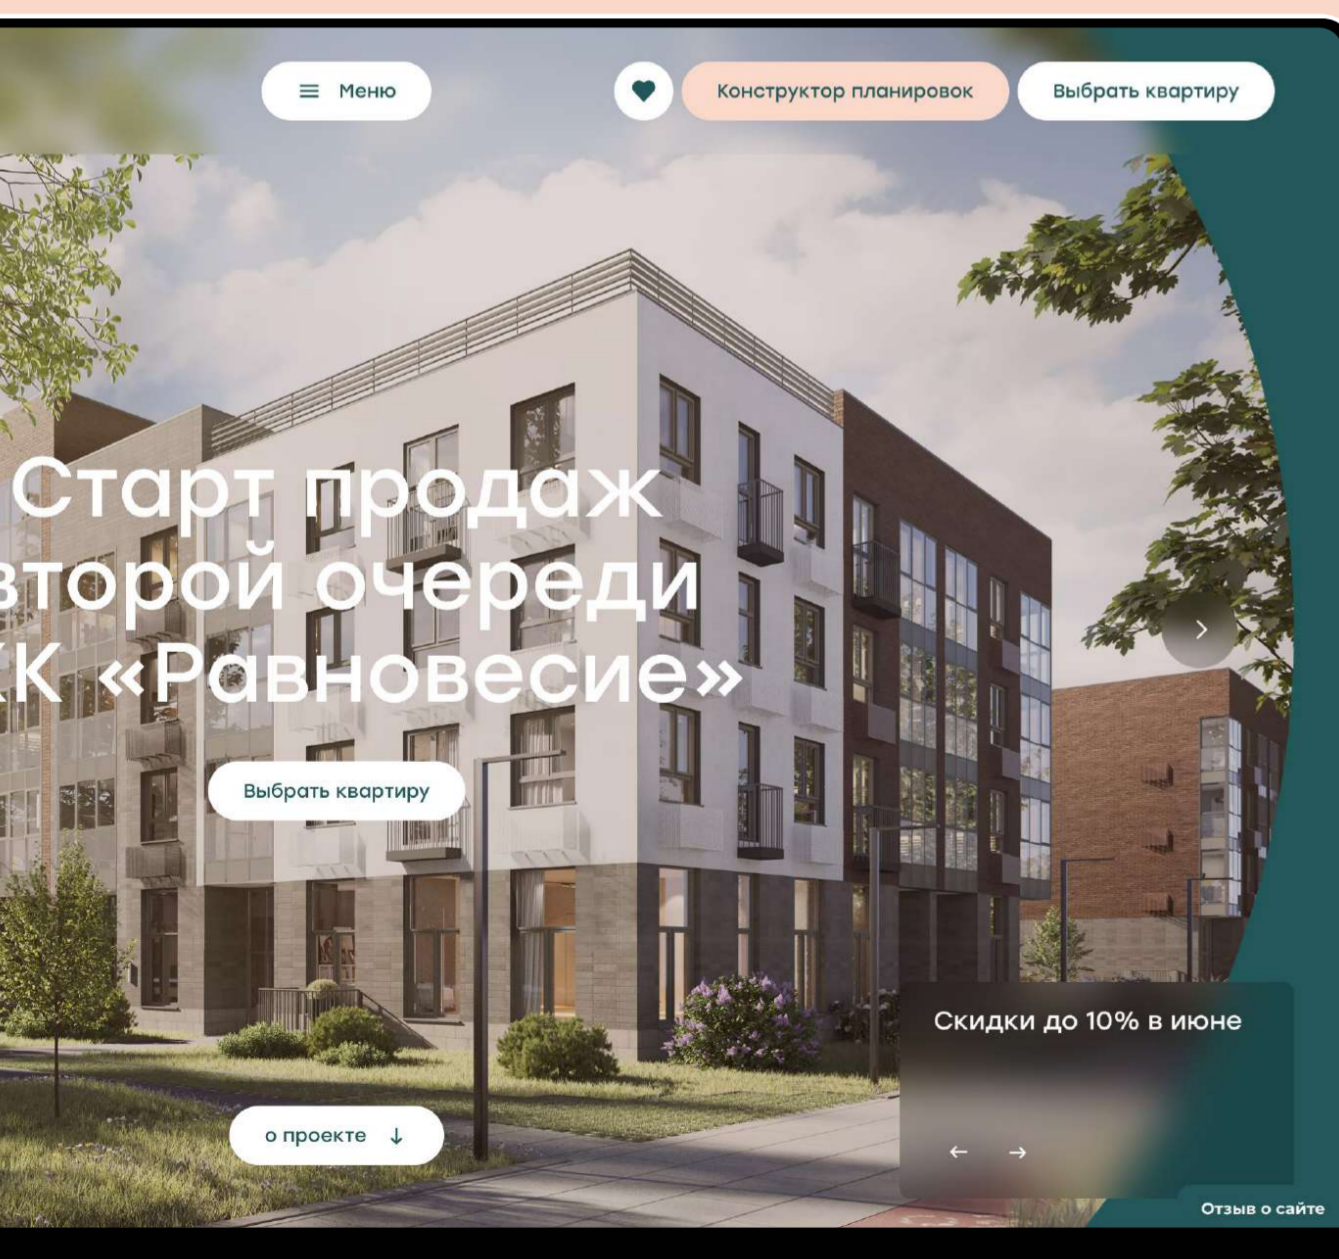 Меню
Конструктор планировок
Выбрать квартиру
Старт продаж
второй очереди
ЖК «Равновесие»
Выбрать квартиру
Скидки до 10% в июне
о проекте
Отзыв о сайте